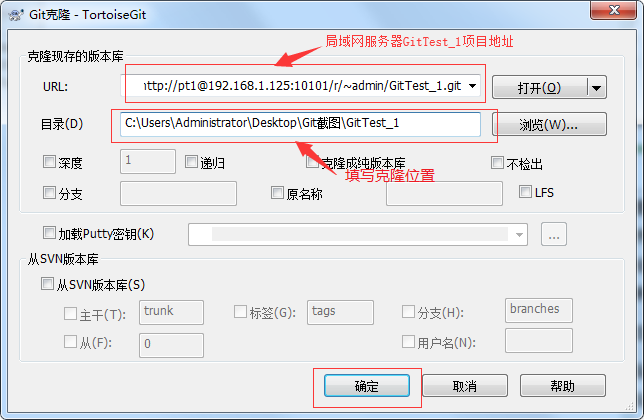 Git克隆 - TortoiseGit
局域网服务器GitTest_1项目地址
克隆现存的版本库
URL: http://pt1@192.168.1.125:10101/r/~admin/GitTest_1.git 打开(O)
目录(D) C:\Users\Administrator\Desktop\Git截图\GitTest_1 浏览(W)...
深度 1 递归 克隆成纯版本库 不检出
填写克隆位置
分支 原名称 LFS
加载Putty密钥(K) ...
从SVN版本库
从SVN版本库(S)
主干(T): trunk 标签(G): tags 分支(H): branches
从(F): 0 用户名(N):
确定 取消 帮助